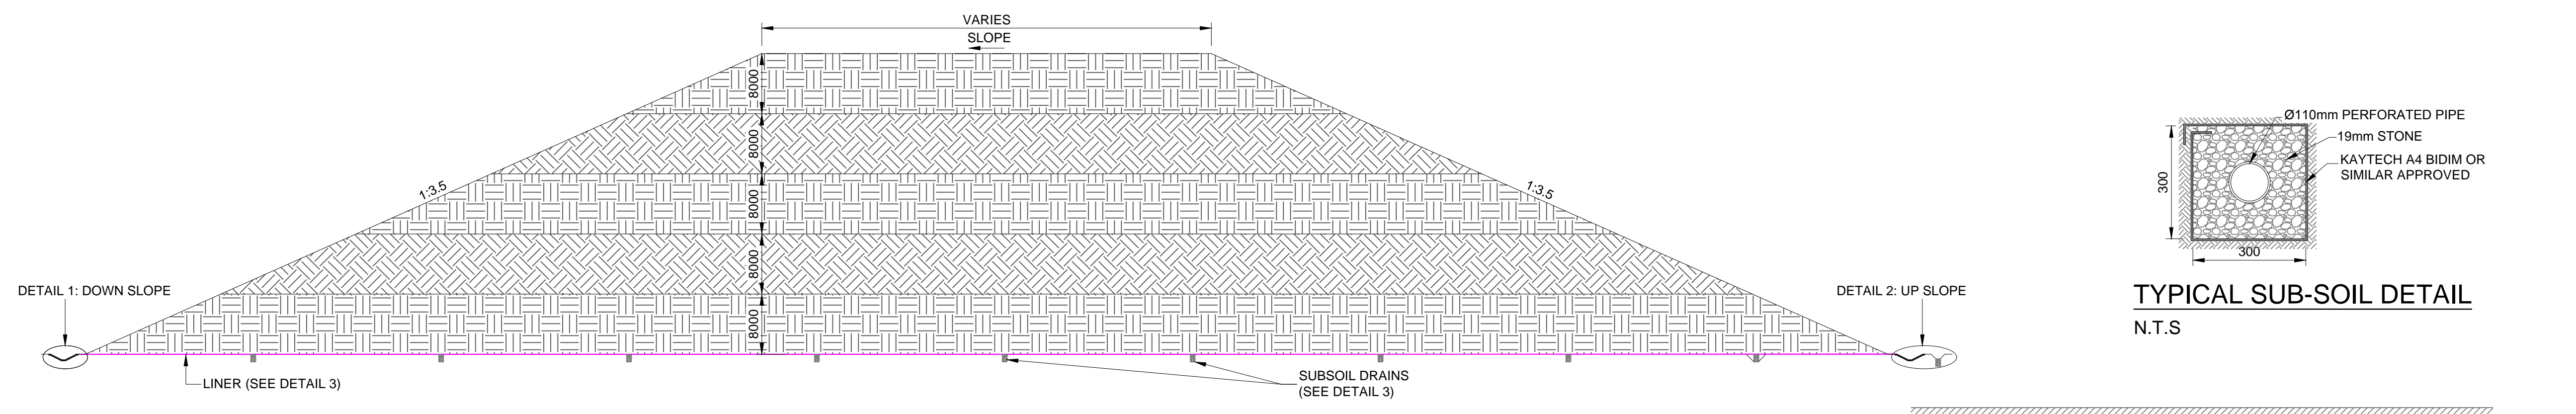 VARIES
SLOPE
8000
8000
8000
8000
8000
1:3.5
1:3.5
DETAIL 1: DOWN SLOPE
DETAIL 2: UP SLOPE
LINER (SEE DETAIL 3)
SUBSOIL DRAINS
(SEE DETAIL 3)
Ø110mm PERFORATED PIPE
19mm STONE
KAYTECH A4 BIDIM OR
SIMILAR APPROVED
300
300
TYPICAL SUB-SOIL DETAIL
N.T.S